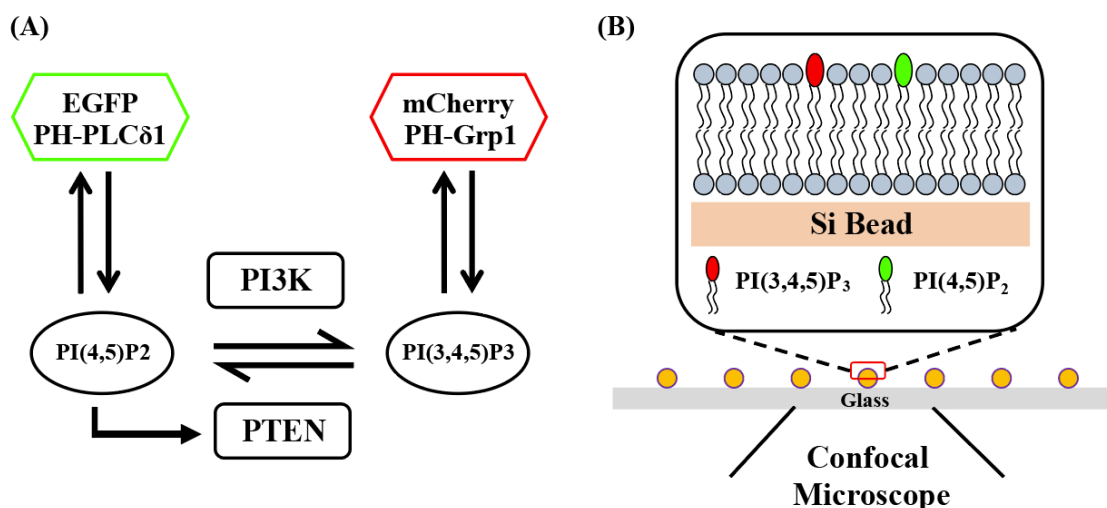 (A)
EGFP
PH-PLCδ1
mCherry
PH-Grp1
PI3K
PI(4,5)P2
PI(3,4,5)P3
PTEN
(B)
Si Bead
PI(3,4,5)P₃
PI(4,5)P₂
Glass
Confocal
Microscope